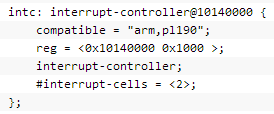 intc: interrupt-controller@10140000 {
    compatible = "arm,pl190";
    reg = <0x10140000 0x1000 >;
    interrupt-controller;
    #interrupt-cells = <2>;
};